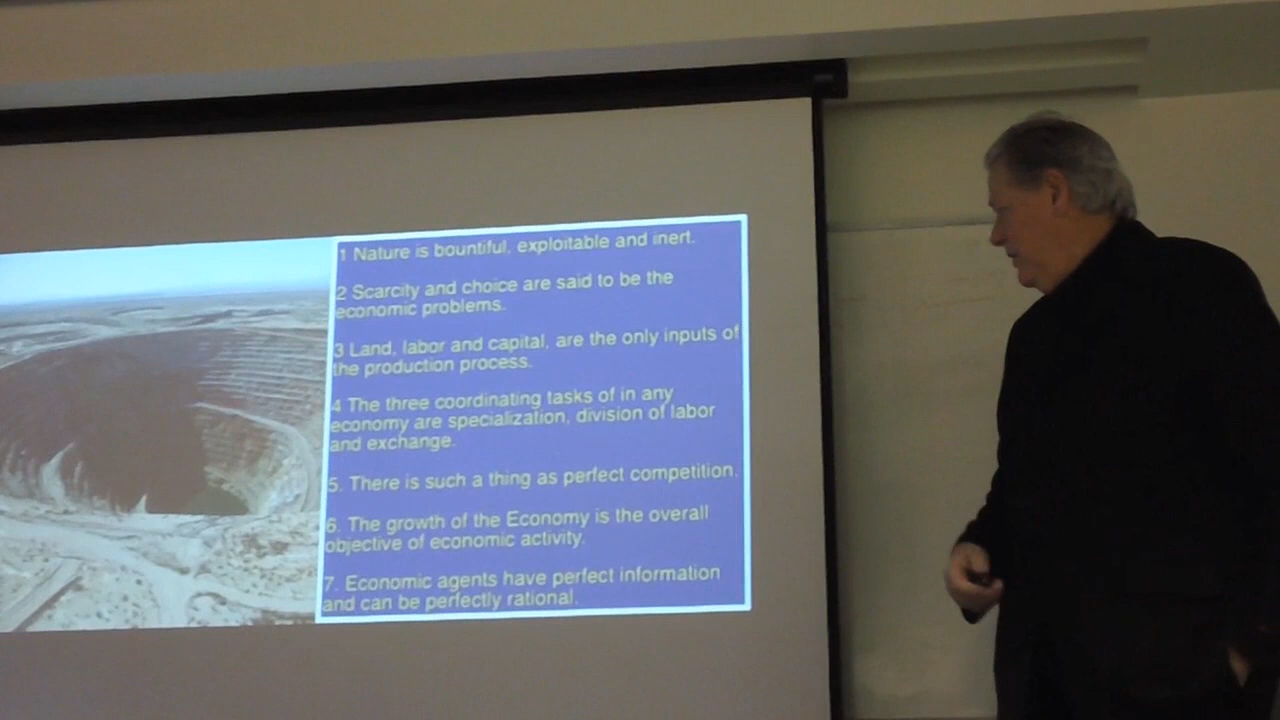 1 Nature is bountiful, exploitable and inert.
2 Scarcity and choice are said to be the
economic problems.
3 Land, labor and capital, are the only inputs of
the production process.
4 The three coordinating tasks of in any
economy are specialization, division of labor
and exchange.
5. There is such a thing as perfect competition.
6. The growth of the Economy is the overall
objective of economic activity.
7. Economic agents have perfect information
and can be perfectly rational.